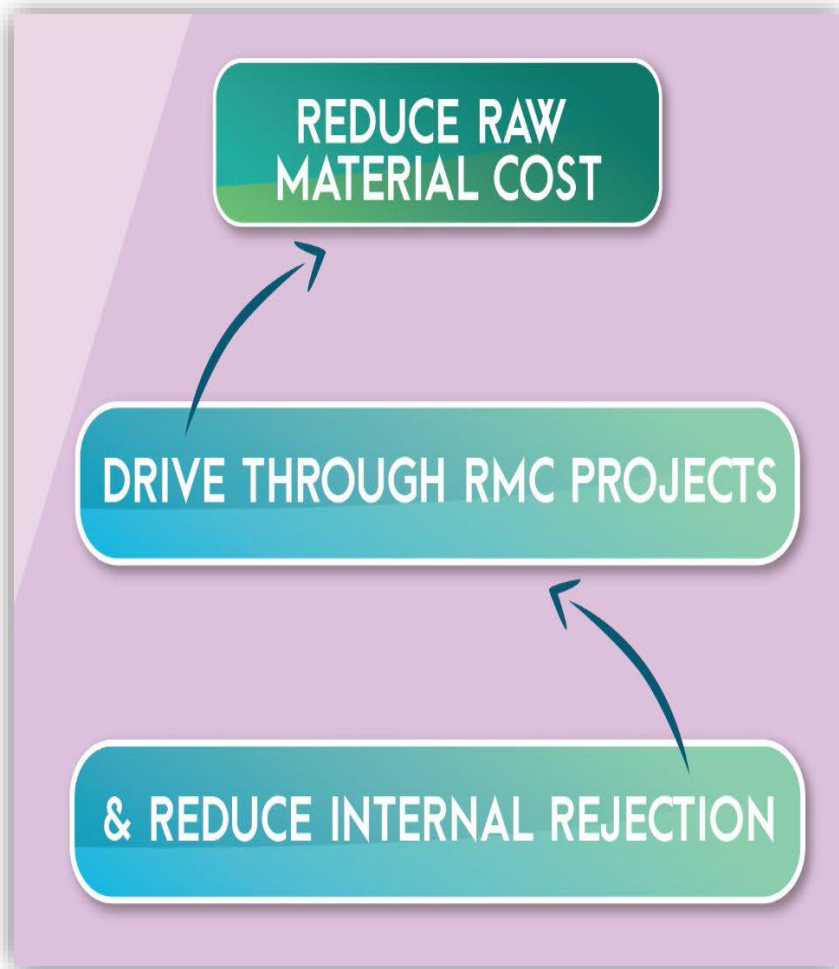 REDUCE RAW
MATERIAL COST
DRIVE THROUGH RMC PROJECTS
& REDUCE INTERNAL REJECTION